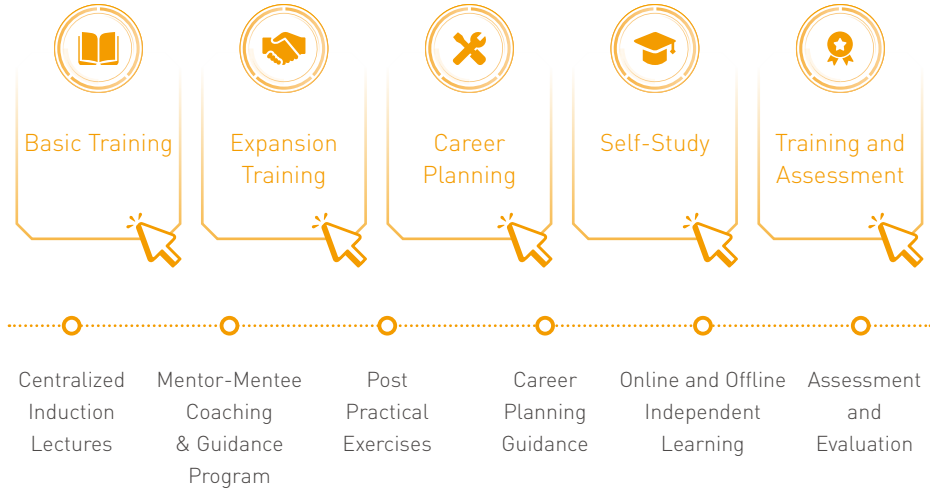 Basic Training
Expansion
Training
Career
Planning
Self-Study
Training and
Assessment
Centralized
Induction
Lectures
Mentor-Mentee
Coaching
& Guidance
Program
Post
Practical
Exercises
Career
Planning
Guidance
Online and Offline
Independent
Learning
Assessment
and
Evaluation